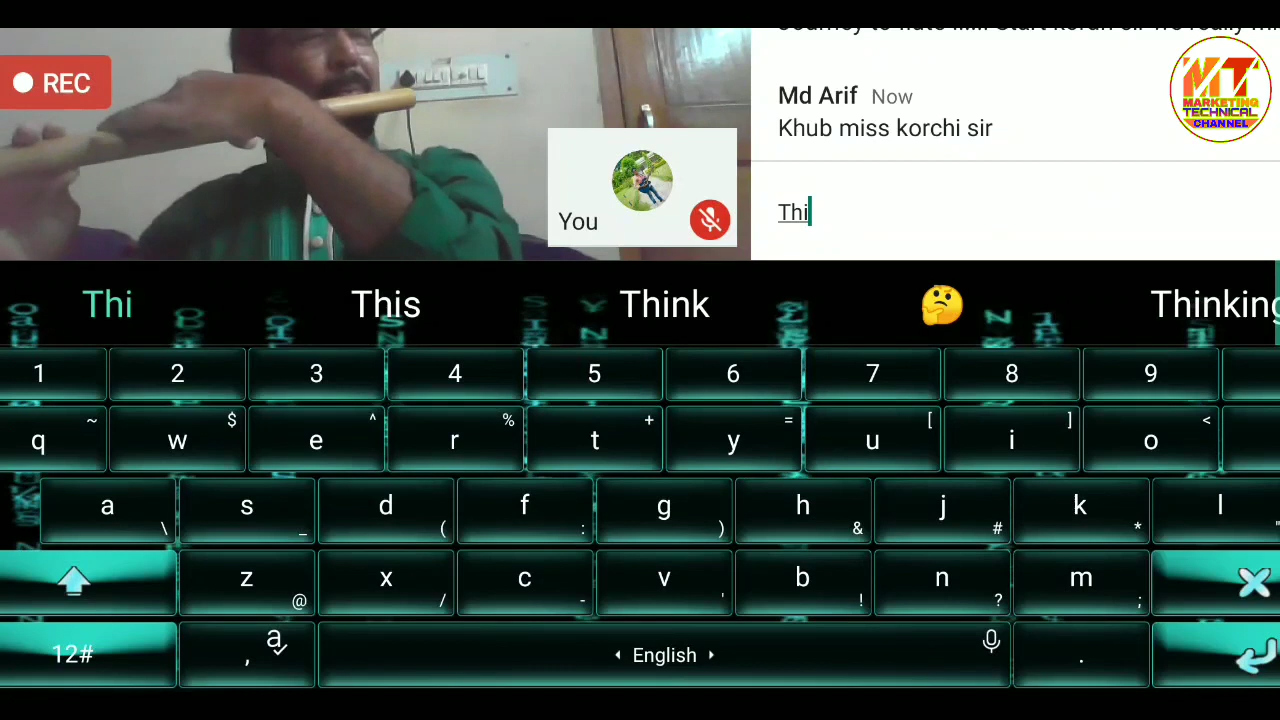 REC
Md Arif Now
Khub miss korchi sir
MT
MARKETING
TECHNICAL
CHANNEL
You
Thi
Thi This Think 🤔 Thinking
1 2 3 4 5 6 7 8 9
~ $ ^ % + = [ ] <
q w e r t y u i o
a s d f g h j k l
\ _ ( : ) & # * "
z x c v b n m
@ / - ' ! ? ;
12# , a English .